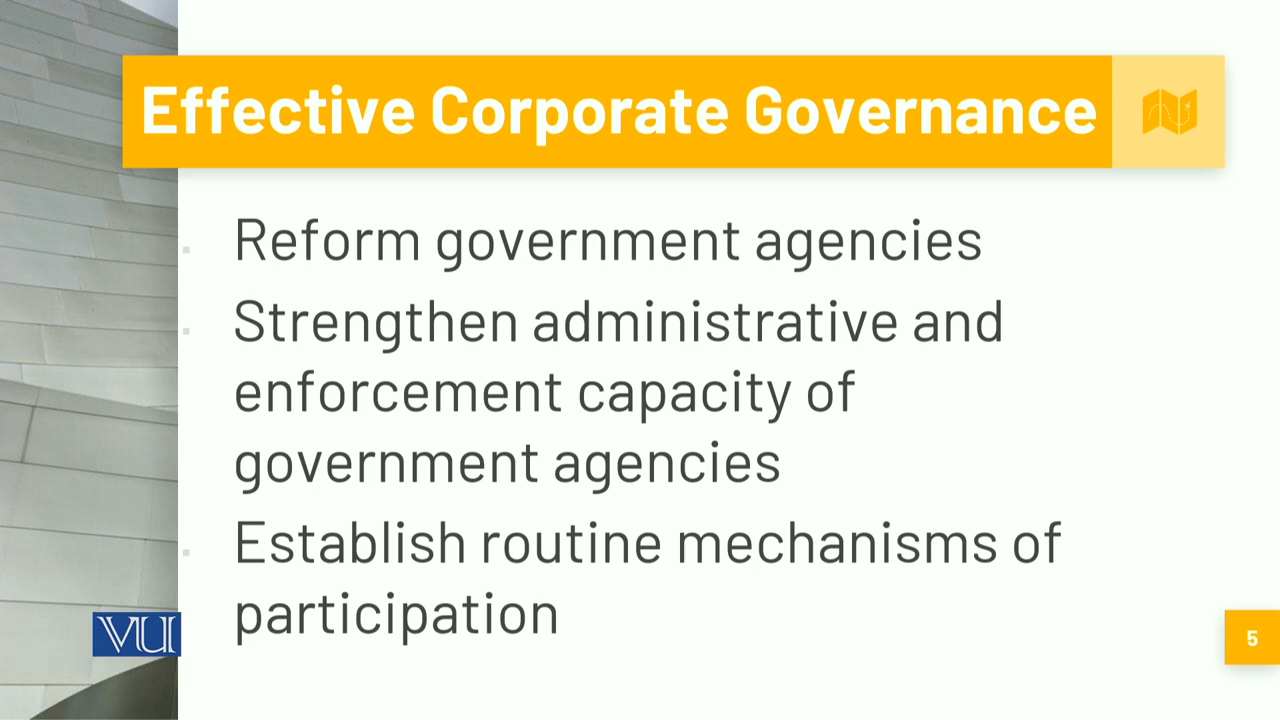 Effective Corporate Governance
Reform government agencies
Strengthen administrative and
enforcement capacity of
government agencies
Establish routine mechanisms of
participation
VU
5